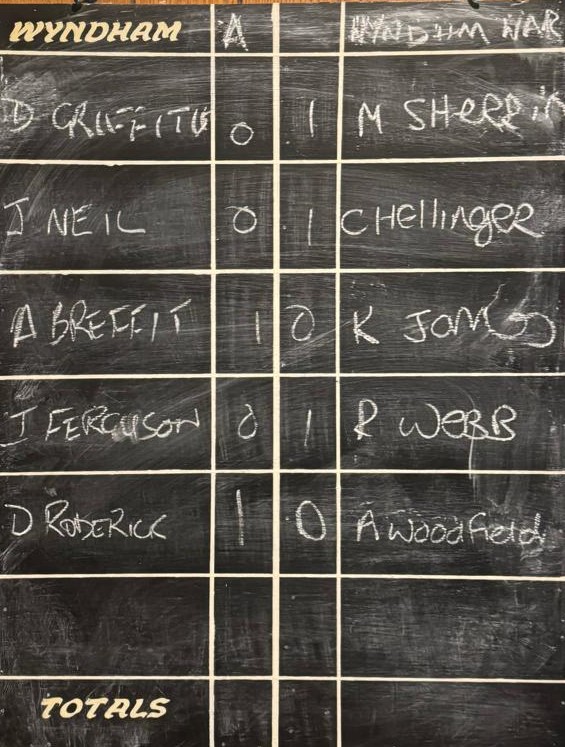 WYNDHAM A WYNDHAM WAR
D GRIFFITH 0 1 M SHERRIN
J NEIL 0 1 C HEllingeR
A BREFFIT 1 0 K JONES
J FERGUSON 0 1 R WEBB
D RODERICK 1 0 A Woodfield
TOTALS